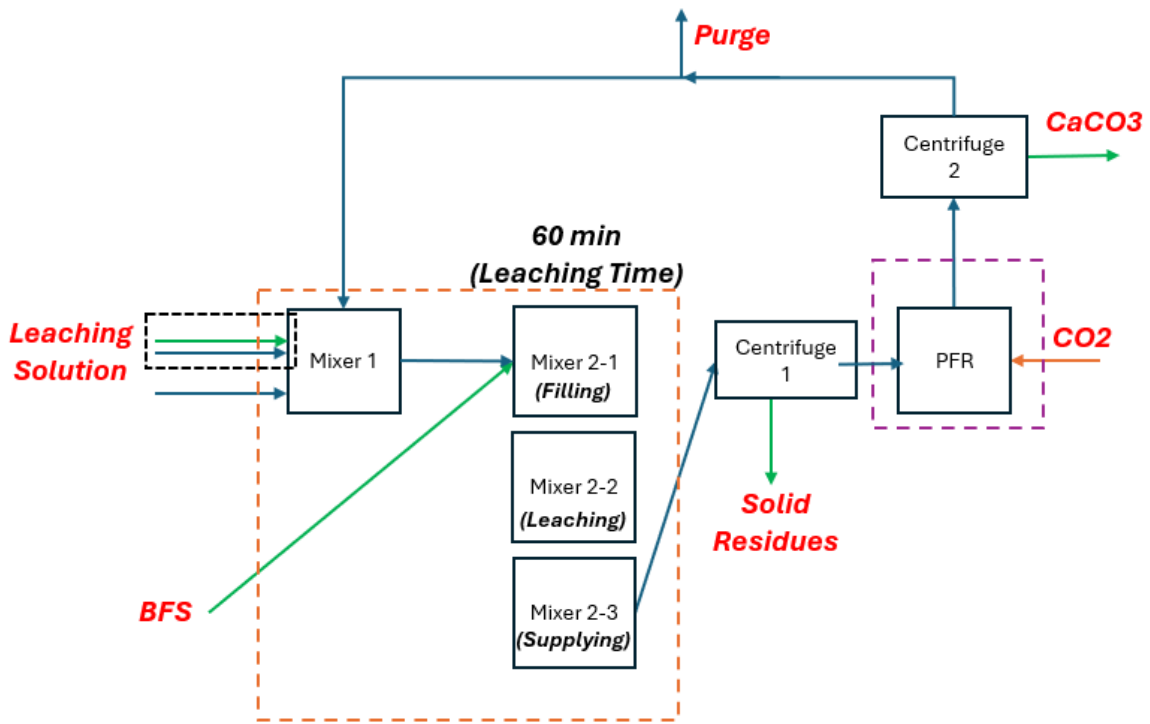 Purge
CaCO3
Centrifuge
2
60 min
(Leaching Time)
Leaching
Solution
Mixer 1
Mixer 2-1
(Filling)
Centrifuge
1
PFR
CO2
Mixer 2-2
(Leaching)
Solid
Residues
BFS
Mixer 2-3
(Supplying)